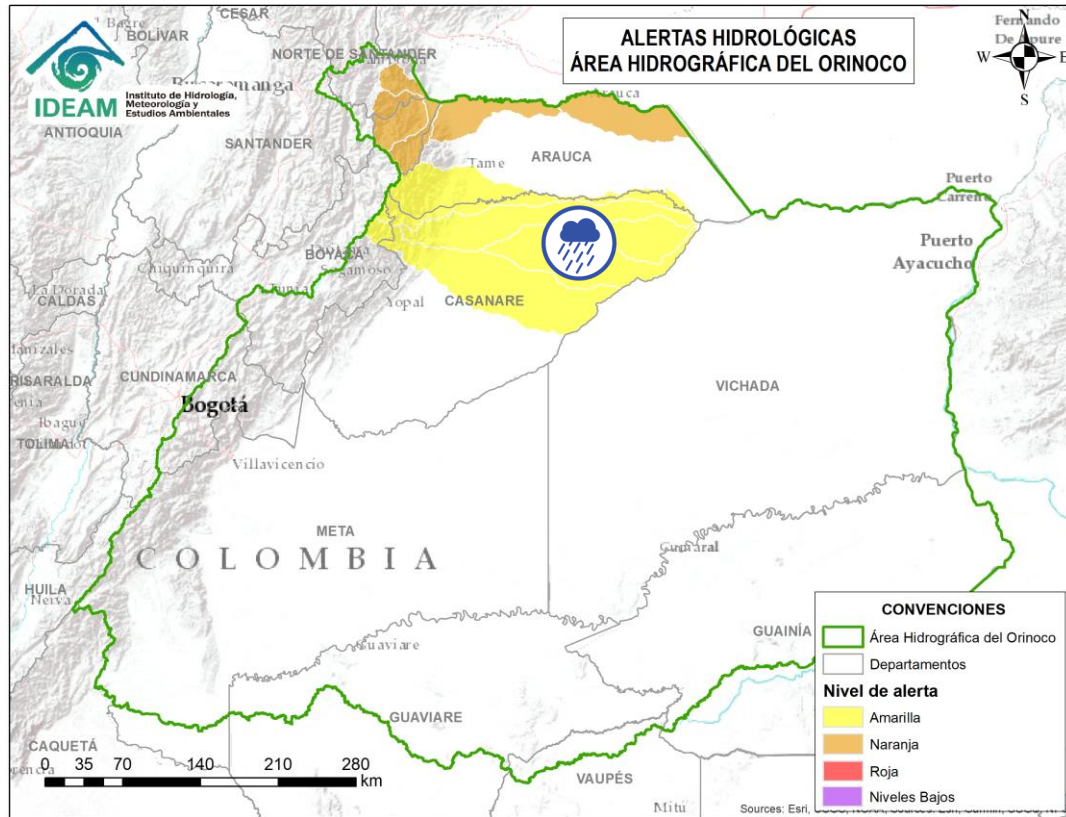 ALERTAS HIDROLÓGICAS
ÁREA HIDROGRÁFICA DEL ORINOCO
N
W
E
S
IDEAM
Instituto de Hidrología,
Meteorología y
Estudios Ambientales
Bagre
BOLÍVAR
CESAR
NORTE DE SANTANDER
Fernando
De Apure
ANTIOQUIA
SANTANDER
Arauca
ARAUCA
Tame
Puerto
Carreño
Puerto
Ayacucho
BOYACÁ
Sogamoso
Chiquinquira
Tunja
La Dorada
CALDAS
Yopal
CASANARE
Manizales
RISARALDA
CUNDINAMARCA
Bogotá
VICHADA
Ibague
TOLIMA
Villavicencio
META
COLOMBIA
Cumaral
HUILA
Neiva
GUAINÍA
Guaviare
GUAVIARE
CAQUETÁ
VAUPÉS
Mitú
0 35 70 140 210 280
km
CONVENCIONES
Área Hidrográfica del Orinoco
Departamentos
Nivel de alerta
Amarilla
Naranja
Roja
Niveles Bajos
Sources: Esri,